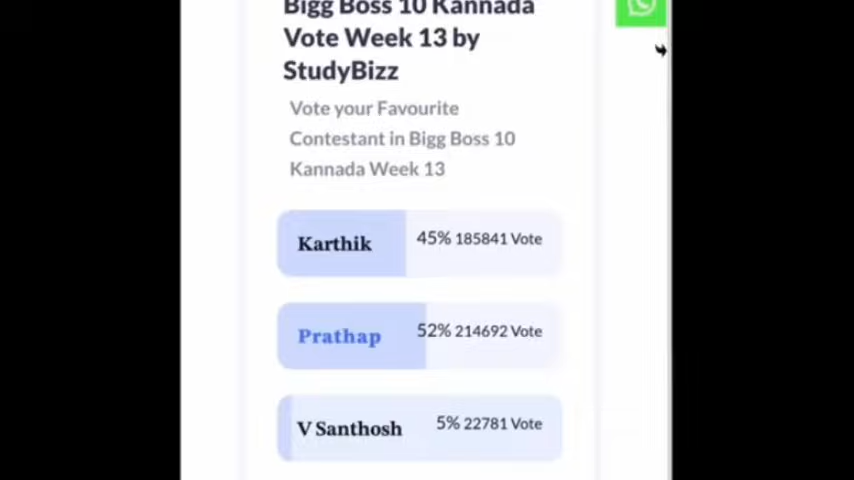 Bigg Boss 10 Kannada
Vote Week 13 by
StudyBizz
Vote your Favourite
Contestant in Bigg Boss 10
Kannada Week 13
Karthik 45% 185841 Vote
Prathap 52% 214692 Vote
V Santhosh 5% 22781 Vote